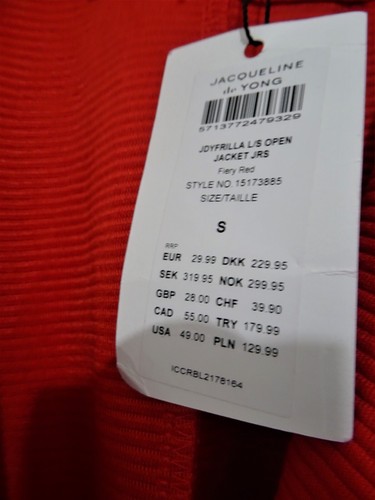 JACQUELINE
de YONG
5713772479329
JDYFRILLA L/S OPEN
JACKET JRS
Fiery Red
STYLE NO. 15173885
SIZE/TAILLE
S
RRP
EUR 29.99 DKK 229.95
SEK 319.95 NOK 299.95
GBP 28.00 CHF 39.90
CAD 55.00 TRY 179.99
USA 49.00 PLN 129.99
ICCRBL2178164